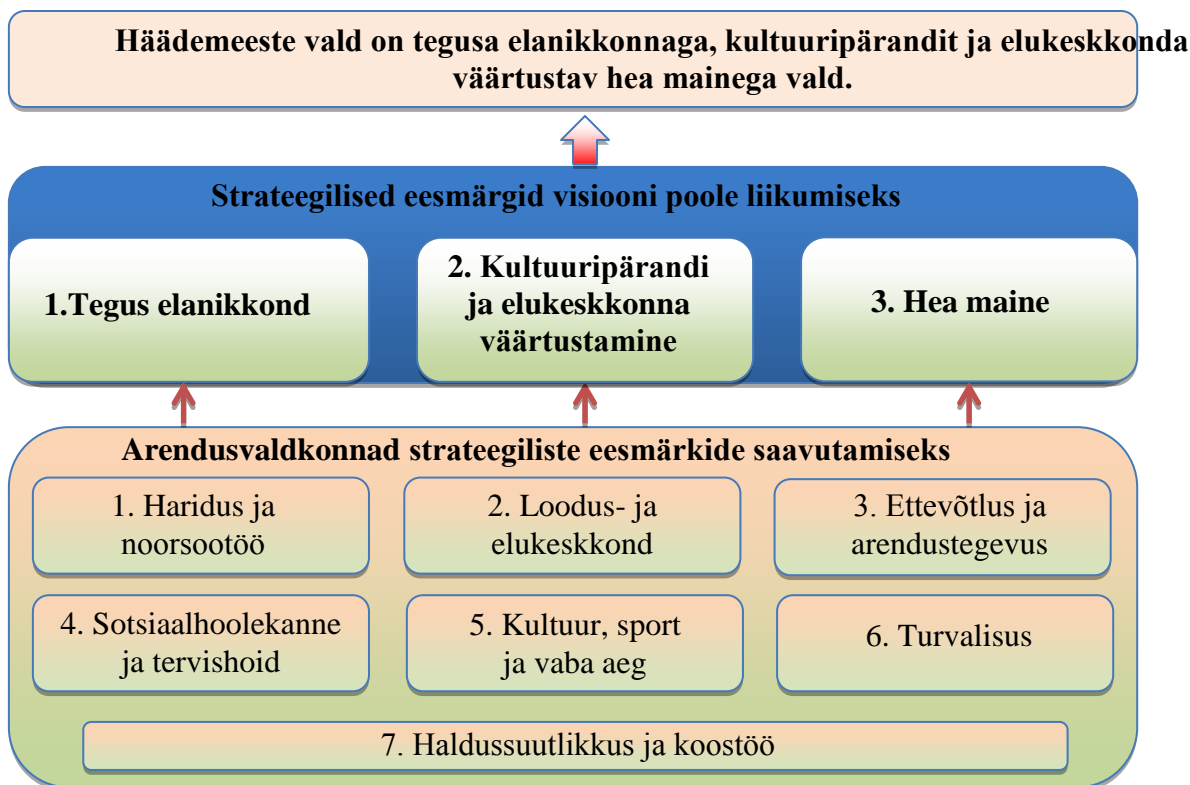 Häädemeeste vald on tegusa elanikkonnaga, kultuuripärandit ja elukeskkonda
väärtustav hea mainega vald.
Strateegilised eesmärgid visiooni poole liikumiseks
1.Tegus elanikkond
2. Kultuuripärandi
ja elukeskkonna
väärtustamine
3. Hea maine
Arendusvaldkonnad strateegiliste eesmärkide saavutamiseks
1. Haridus ja
noorsootöö
2. Loodus- ja
elukeskkond
3. Ettevõtlus ja
arendustegevus
4. Sotsiaalhoolekanne
ja tervishoid
5. Kultuur, sport
ja vaba aeg
6. Turvalisus
7. Haldussuutlikkus ja koostöö